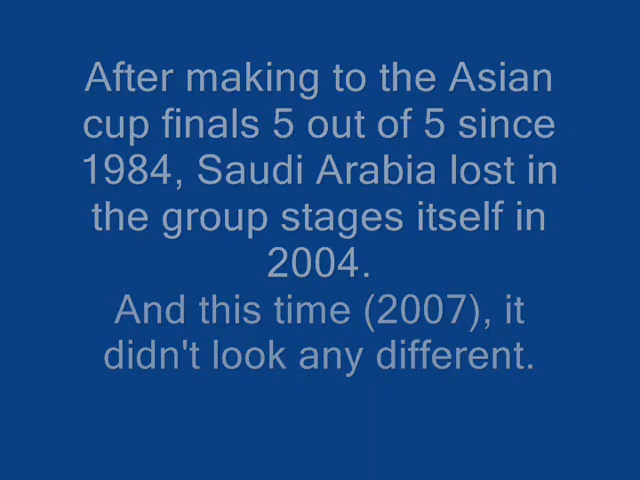 After making to the Asian
cup finals 5 out of 5 since
1984, Saudi Arabia lost in
the group stages itself in
2004.
And this time (2007), it
didn't look any different.